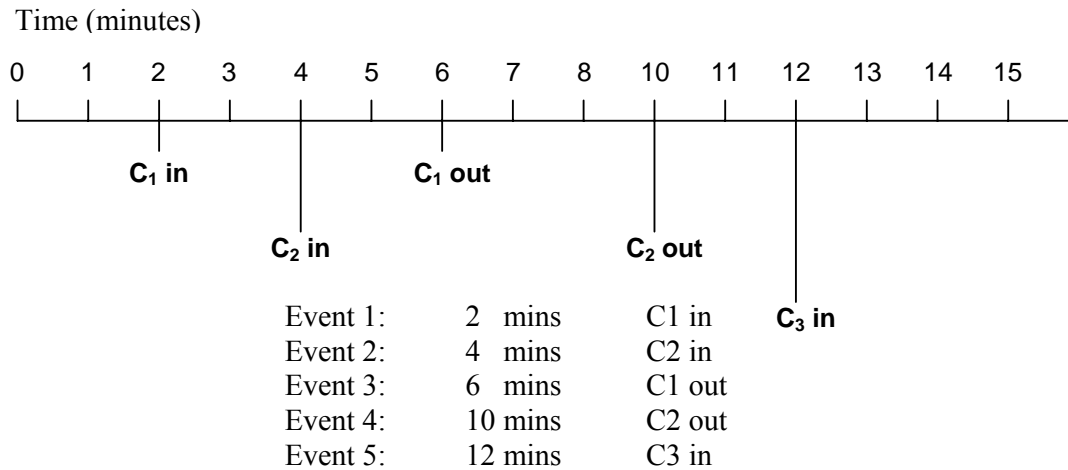 Time (minutes)
0 1 2 3 4 5 6 7 8 9 10 11 12 13 14 15
C₁ in C₁ out
C₂ in C₂ out
C₃ in
Event 1: 2 mins C1 in
Event 2: 4 mins C2 in
Event 3: 6 mins C1 out
Event 4: 10 mins C2 out
Event 5: 12 mins C3 in